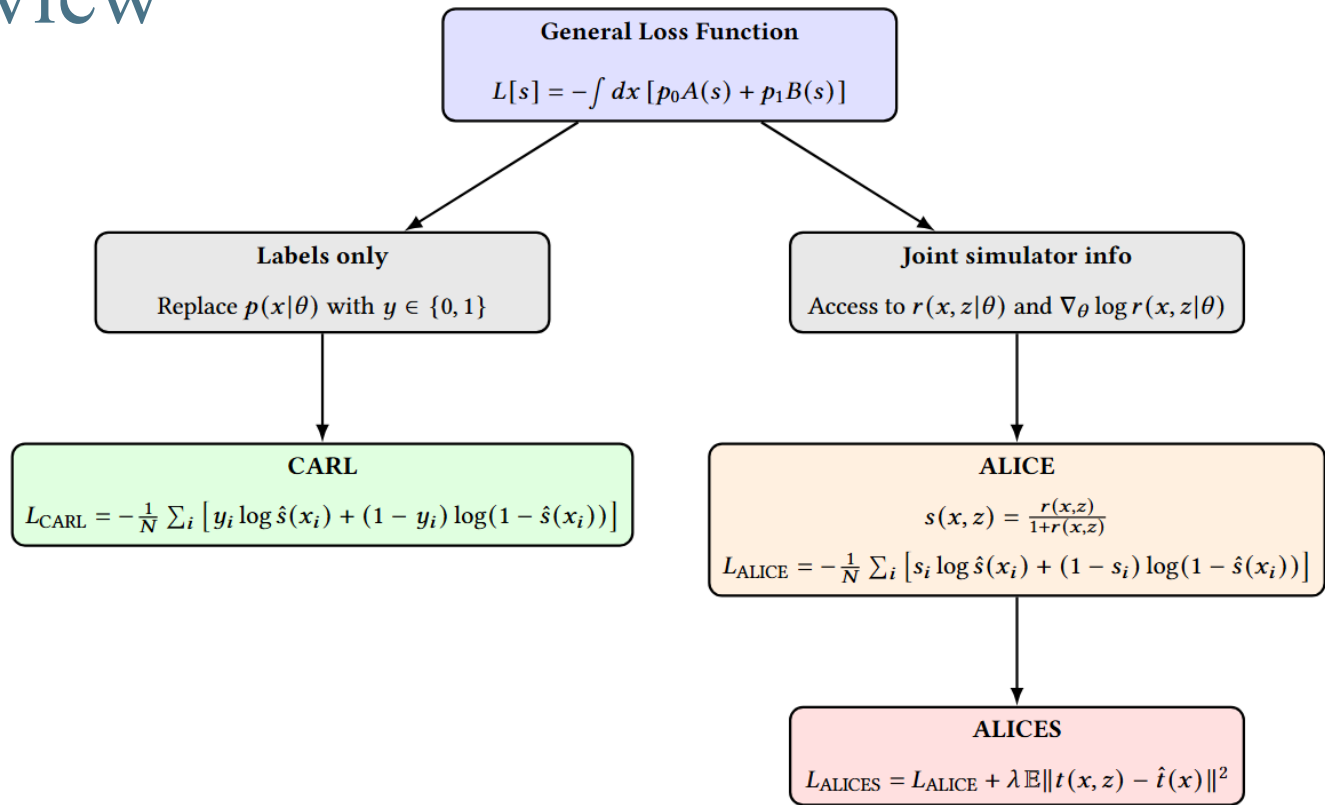 view
General Loss Function
L[s] = −∫ dx [p₀A(s) + p₁B(s)]
Labels only
Replace p(x|θ) with y ∈ {0, 1}
Joint simulator info
Access to r(x, z|θ) and ∇_θ log r(x, z|θ)
CARL
L_CARL = −1/N ∑ᵢ [yᵢ log ŝ(xᵢ) + (1 − yᵢ) log(1 − ŝ(xᵢ))]
ALICE
s(x, z) = r(x,z)/1+r(x,z)
L_ALICE = −1/N ∑ᵢ [sᵢ log ŝ(xᵢ) + (1 − sᵢ) log(1 − ŝ(xᵢ))]
ALICES
L_ALICES = L_ALICE + λ 𝔼‖t(x, z) − t̂(x)‖²